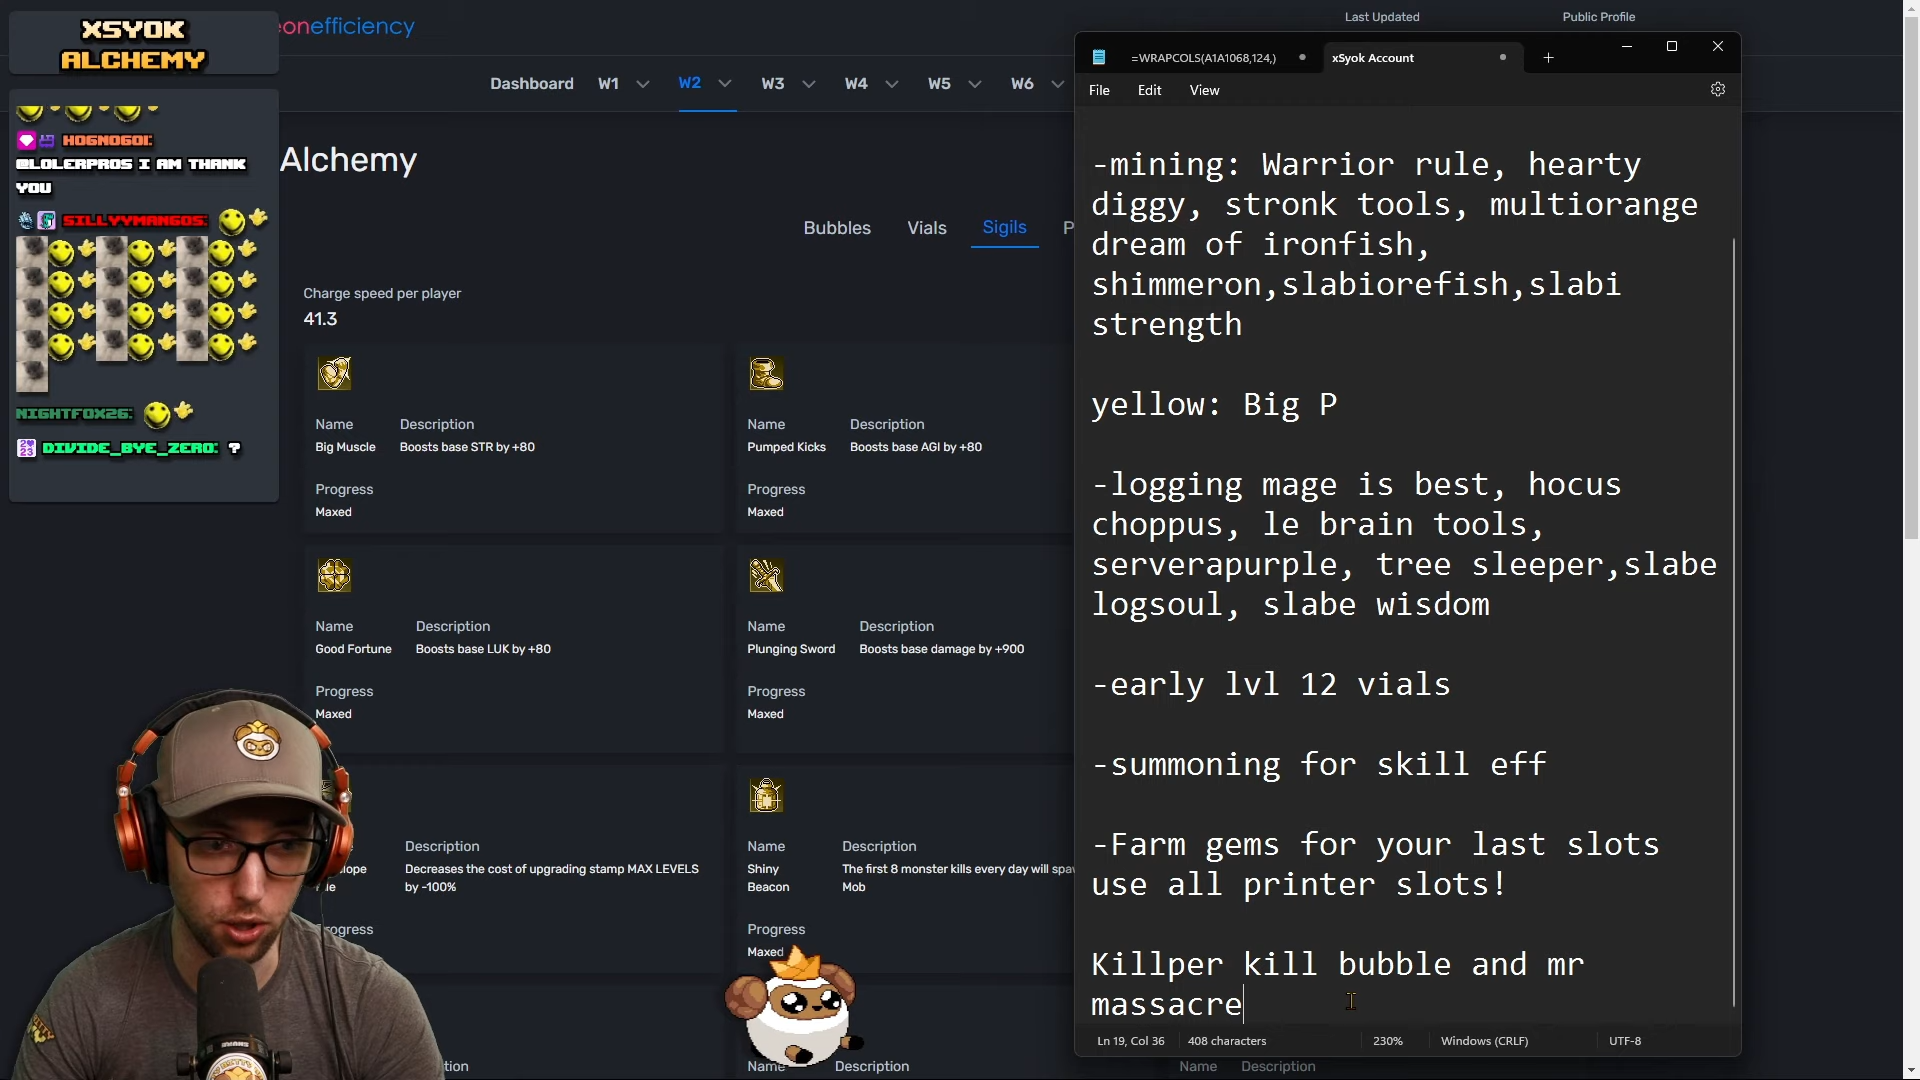 XSYOK
ALCHEMY
HOGNOGOI:
@LOLERPROS I AM THANK
YOU
SILLYYMANGOS:
NIGHTFOX26:
DIVIDE_BYE_ZERO: ?
onefficiency
Last Updated
Public Profile
Dashboard W1 W2 W3 W4 W5 W6
Alchemy
Bubbles Vials Sigils P
Charge speed per player
41.3
Name Description
Big Muscle Boosts base STR by +80
Progress
Maxed
Name Description
Pumped Kicks Boosts base AGI by +80
Progress
Maxed
Name Description
Good Fortune Boosts base LUK by +80
Progress
Maxed
Name Description
Plunging Sword Boosts base damage by +900
Progress
Maxed
Description
Decreases the cost of upgrading stamp MAX LEVELS
by -100%
Name Description
Shiny The first 8 monster kills every day will spaw
Beacon Mob
Progress
Maxed
Name Description
Name Description
=WRAPCOLS(A1A1068,124,)
xSyok Account
File Edit View
-mining: Warrior rule, hearty
diggy, stronk tools, multiorange
dream of ironfish,
shimmeron,slabiorefish,slabi
strength
yellow: Big P
-logging mage is best, hocus
choppus, le brain tools,
serverapurple, tree sleeper,slabe
logsoul, slabe wisdom
-early lvl 12 vials
-summoning for skill eff
-Farm gems for your last slots
use all printer slots!
Killper kill bubble and mr
massacre
Ln 19, Col 36
408 characters
230%
Windows (CRLF)
UTF-8